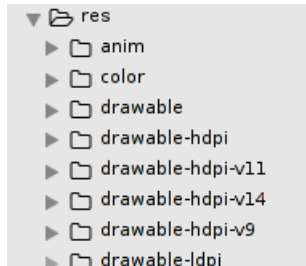 res
anim
color
drawable
drawable-hdpi
drawable-hdpi-v11
drawable-hdpi-v14
drawable-hdpi-v9
drawable-ldpi